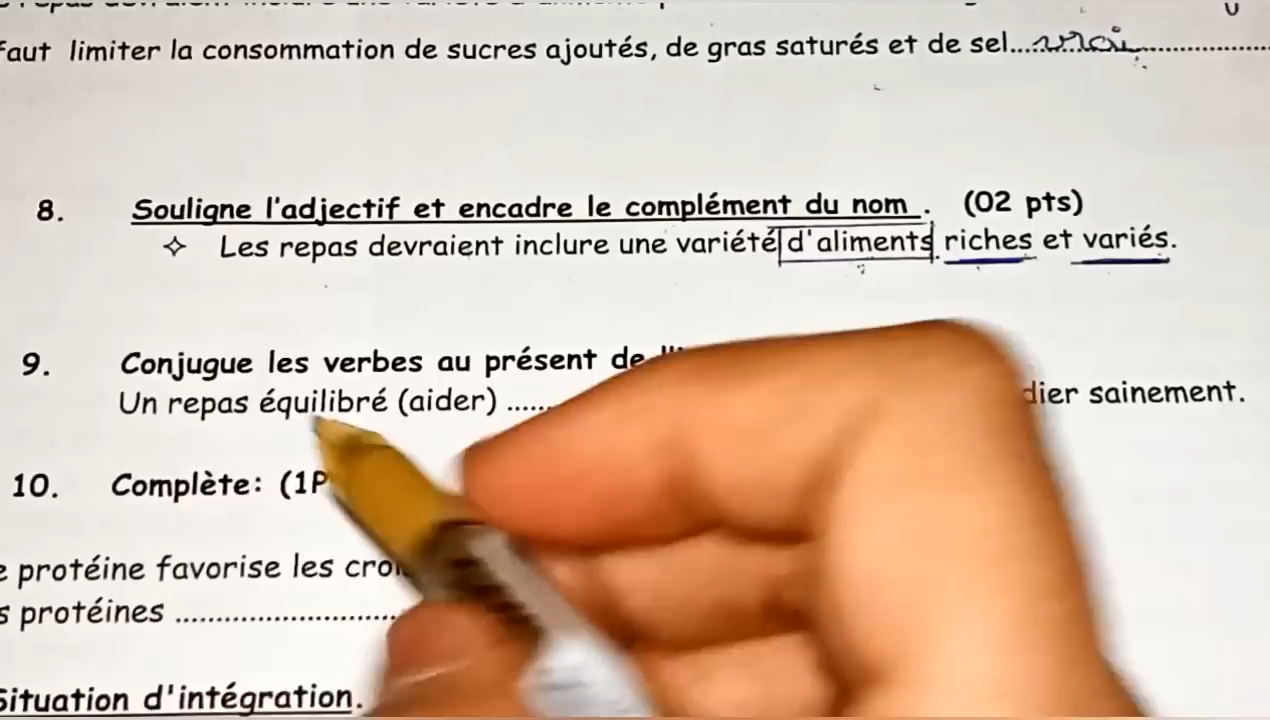 faut limiter la consommation de sucres ajoutés, de gras saturés et de sel....vrai..............
8. Souligne l'adjectif et encadre le complément du nom . (02 pts)
✧ Les repas devraient inclure une variété d'aliments riches et variés.
9. Conjugue les verbes au présent de
Un repas équilibré (aider) ...... dier sainement.
10. Complète: (1P
protéine favorise les cro
s protéines .........................
Situation d'intégration.